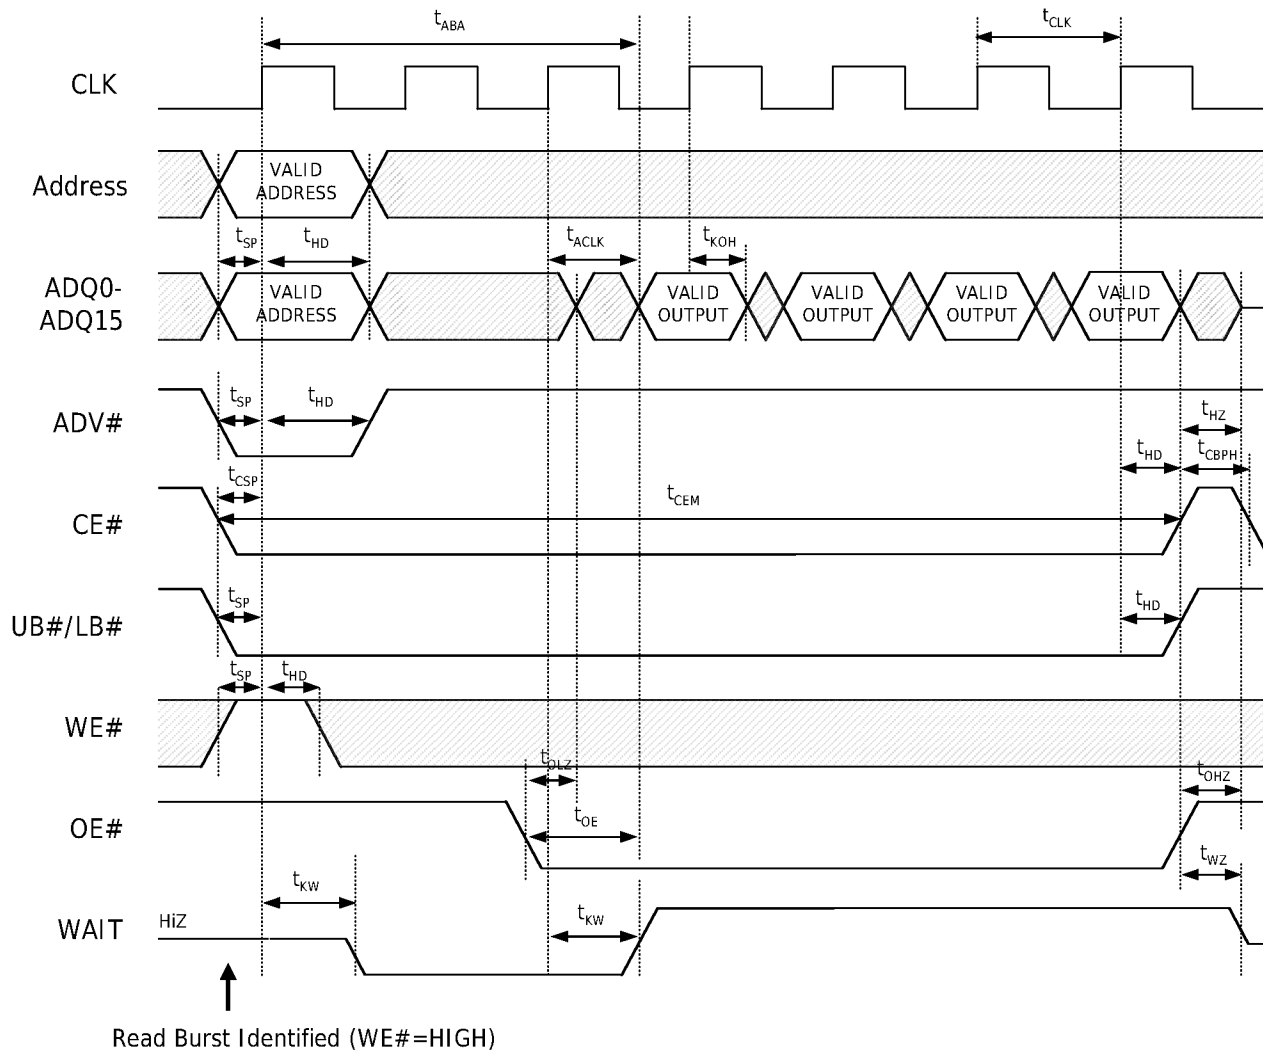 tABA
tCLK
CLK
Address
VALID
ADDRESS
tSP
tHD
tACLK
tKOH
ADQ0-
ADQ15
VALID
ADDRESS
VALID
OUTPUT
VALID
OUTPUT
VALID
OUTPUT
VALID
OUTPUT
ADV#
tSP
tHD
tHZ
tHD
tCBPH
tCSP
tCEM
CE#
tSP
tHD
UB#/LB#
tSP
tHD
WE#
tOLZ
tOHZ
OE#
tOE
tWZ
tKW
tKW
WAIT
HiZ
Read Burst Identified (WE#=HIGH)